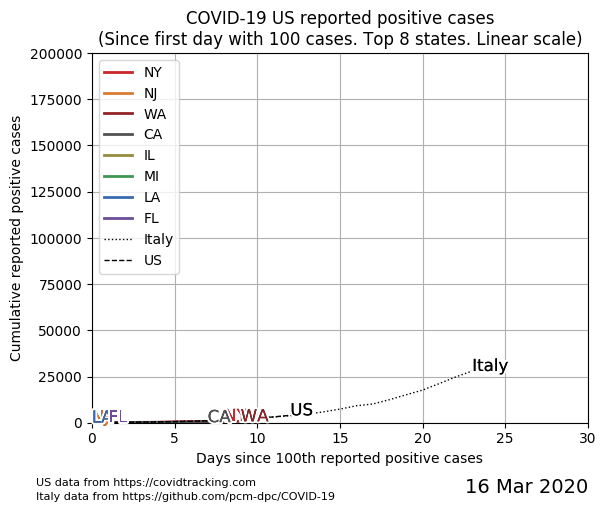 COVID-19 US reported positive cases
(Since first day with 100 cases. Top 8 states. Linear scale)
Cumulative reported positive cases
200000
175000
150000
125000
100000
75000
50000
25000
0
NY
NJ
WA
CA
IL
MI
LA
FL
Italy
US
Italy
US
LA
FL
CA
NY
WA
0 5 10 15 20 25 30
Days since 100th reported positive cases
US data from https://covidtracking.com
Italy data from https://github.com/pcm-dpc/COVID-19
16 Mar 2020